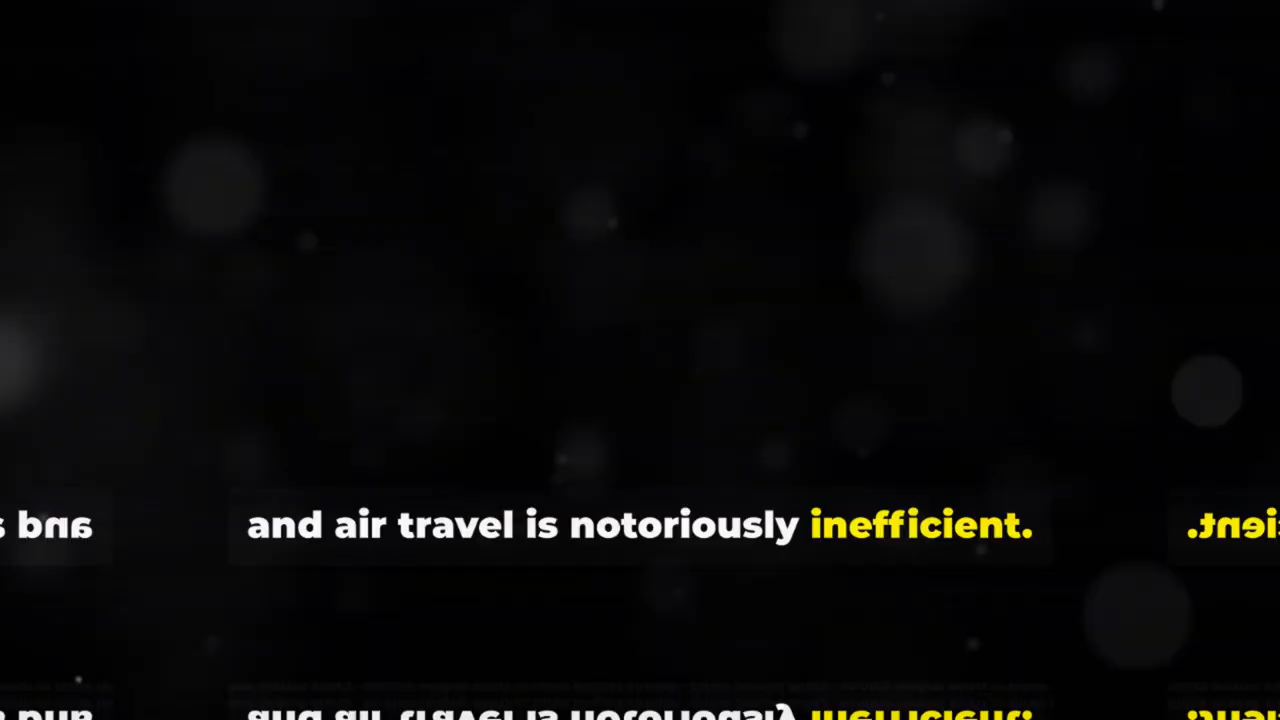 and air travel is notoriously inefficient.